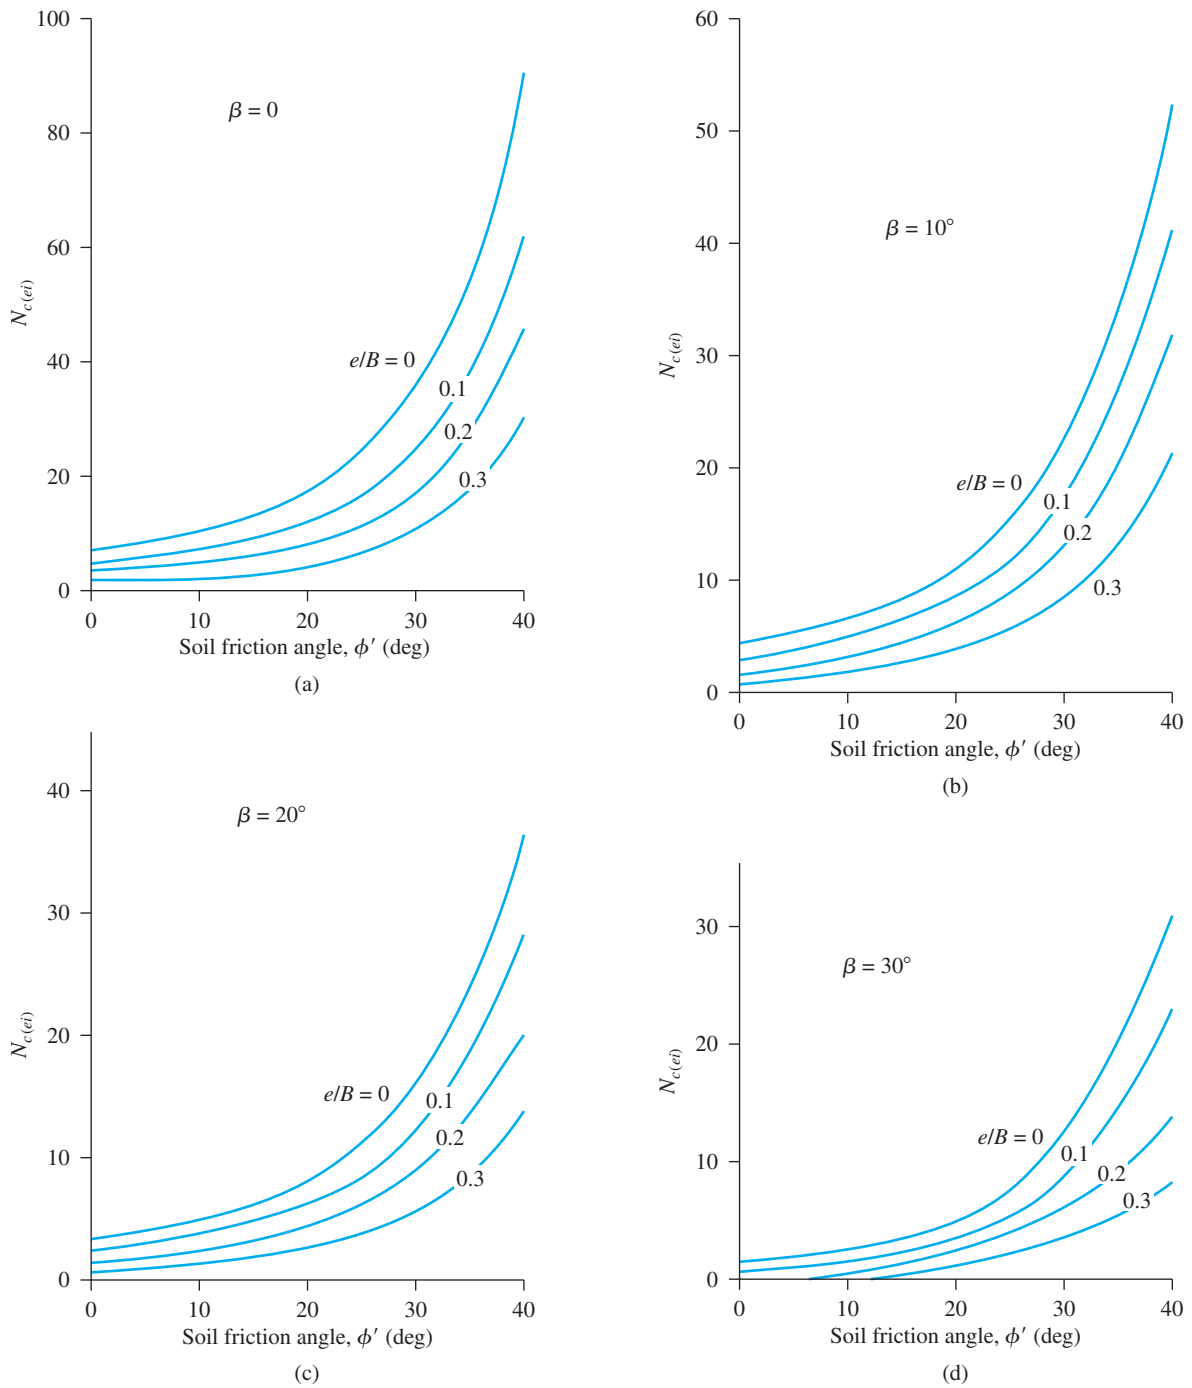 100
80
60
40
20
0
N_{c(ei)}
β = 0
e/B = 0
0.1
0.2
0.3
0 10 20 30 40
Soil friction angle, ϕ′ (deg)
(a)
60
50
40
30
20
10
0
N_{c(ei)}
β = 10°
e/B = 0
0.1
0.2
0.3
0 10 20 30 40
Soil friction angle, ϕ′ (deg)
(b)
40
30
20
10
0
N_{c(ei)}
β = 20°
e/B = 0
0.1
0.2
0.3
0 10 20 30 40
Soil friction angle, ϕ′ (deg)
(c)
30
20
10
0
N_{c(ei)}
β = 30°
e/B = 0
0.1
0.2
0.3
0 10 20 30 40
Soil friction angle, ϕ′ (deg)
(d)